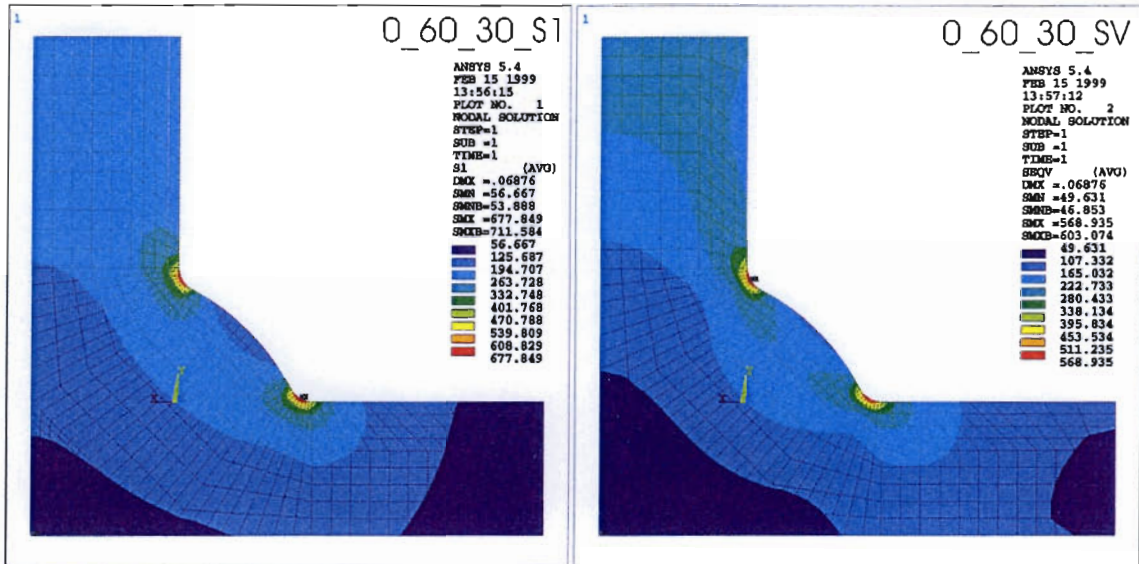 1
0_60_30_S1
ANSYS 5.4
FEB 15 1999
13:56:15
PLOT NO. 1
NODAL SOLUTION
STEP=1
SUB =1
TIME=1
S1 (AVG)
DMX =.06876
SMN =56.667
SMNB=53.888
SMX =677.849
SMXB=711.584
56.667
125.687
194.707
263.728
332.748
401.768
470.788
539.809
608.829
677.849
1
0_60_30_SV
ANSYS 5.4
FEB 15 1999
13:57:12
PLOT NO. 2
NODAL SOLUTION
STEP=1
SUB =1
TIME=1
SEQV (AVG)
DMX =.06876
SMN =49.631
SMNB=46.853
SMX =568.935
SMXB=603.074
49.631
107.332
165.032
222.733
280.433
338.134
395.834
453.534
511.235
568.935